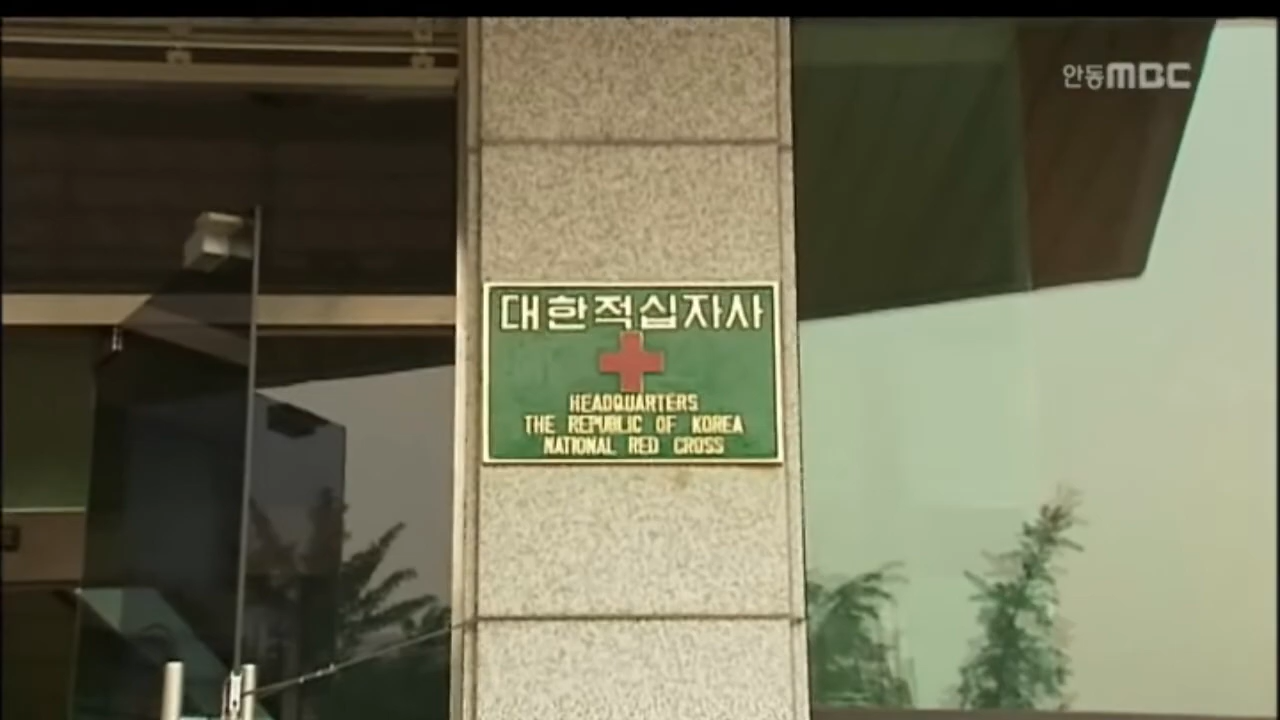 안동MBC
대한적십자사
HEADQUARTERS
THE REPUBLIC OF KOREA
NATIONAL RED CROSS